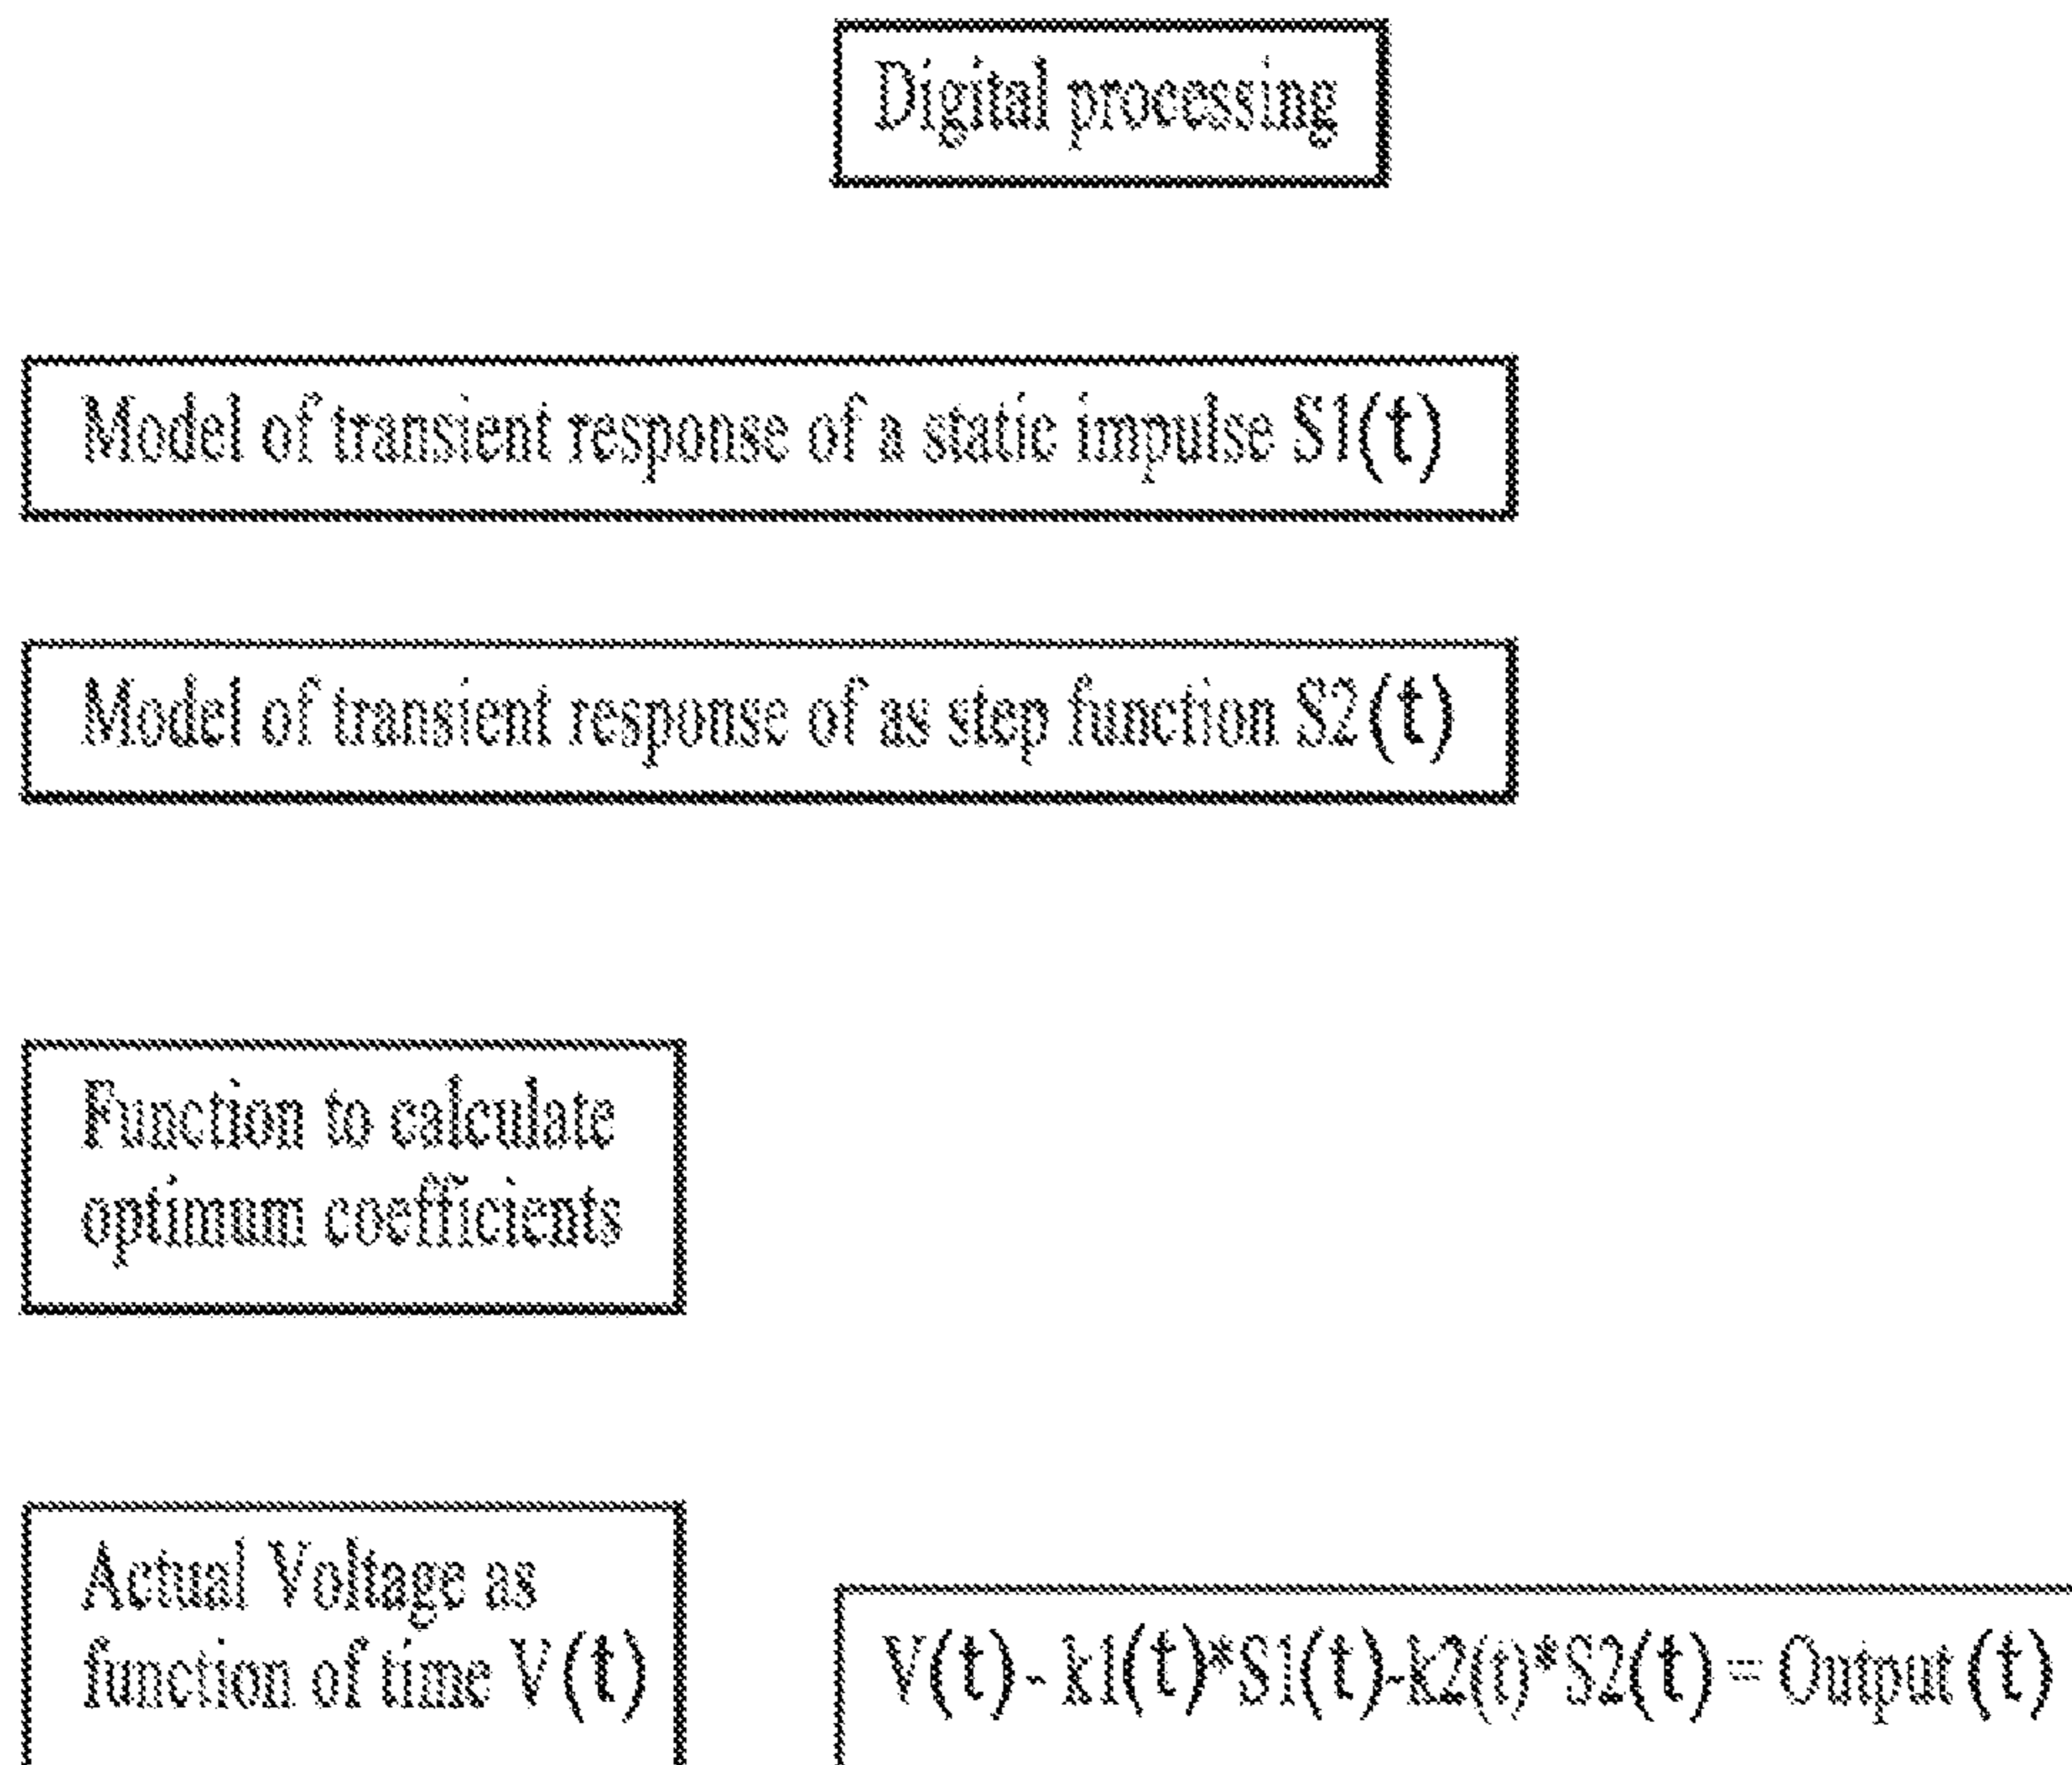 Digital processing
Model of transient response of a static impulse S1(t)
Model of transient response of as step function S2(t)
Function to calculate
optimum coefficients
Actual Voltage as
function of time V(t)
V(t) - k1(t)*S1(t)-k2(t)*S2(t) = Output (t)